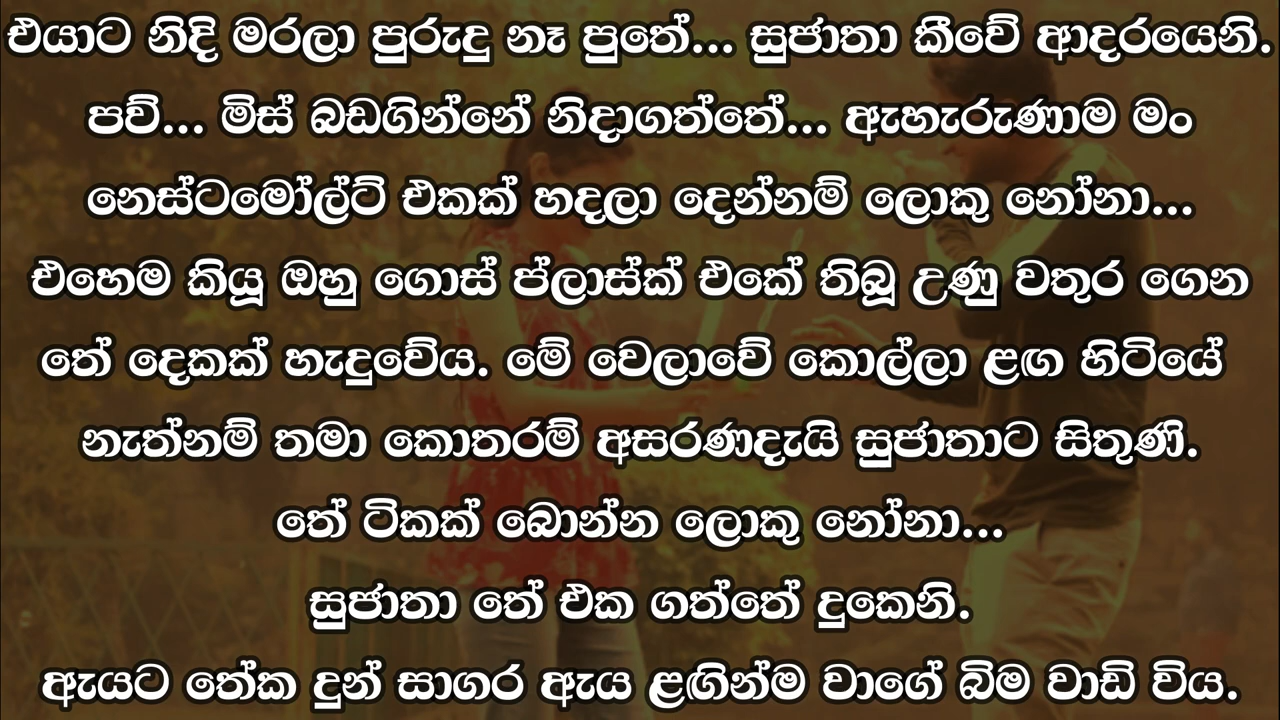 එයාට නිදි මරලා පුරුදු නෑ පුතේ... සුජාතා කීවේ ආදරයෙනි.
පව්... මිස් බඩගින්නේ නිදාගත්තේ... ඇහැරුණාම මං
නෙස්ටමෝල්ට් එකක් හදලා දෙන්නම් ලොකු නෝනා...
එහෙම කියූ ඔහු ගොස් ප්ලාස්ක් එකේ තිබූ උණු වතුර ගෙන
තේ දෙකක් හැදුවේය. මේ වෙලාවේ කොල්ලා ළඟ හිටියේ
නැත්නම් තමා කොතරම් අසරණදැයි සුජාතාට සිතුණි.
තේ ටිකක් බොන්න ලොකු නෝනා...
සුජාතා තේ එක ගත්තේ දුකෙනි.
ඇයට තේක දුන් සාගර ඇය ළඟින්ම වාගේ බිම වාඩි විය.